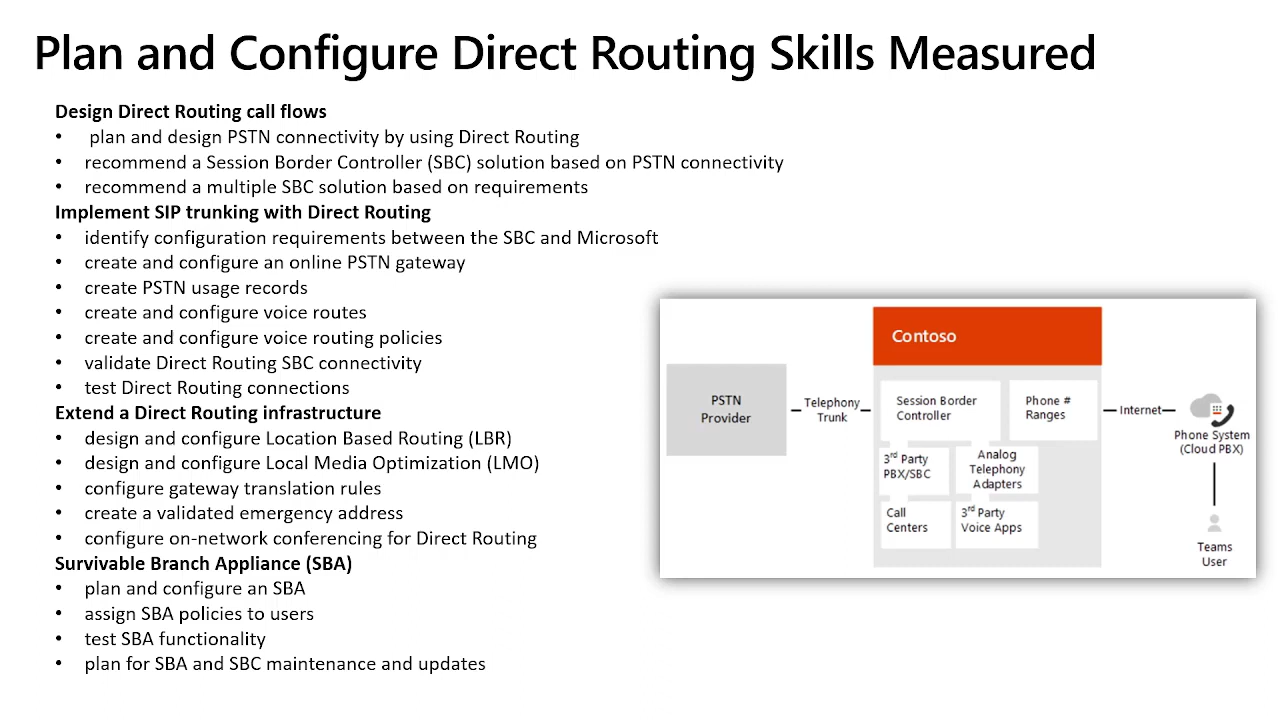 Plan and Configure Direct Routing Skills Measured
Design Direct Routing call flows
• plan and design PSTN connectivity by using Direct Routing
• recommend a Session Border Controller (SBC) solution based on PSTN connectivity
• recommend a multiple SBC solution based on requirements
Implement SIP trunking with Direct Routing
• identify configuration requirements between the SBC and Microsoft
• create and configure an online PSTN gateway
• create PSTN usage records
• create and configure voice routes
• create and configure voice routing policies
• validate Direct Routing SBC connectivity
• test Direct Routing connections
Extend a Direct Routing infrastructure
• design and configure Location Based Routing (LBR)
• design and configure Local Media Optimization (LMO)
• configure gateway translation rules
• create a validated emergency address
• configure on-network conferencing for Direct Routing
Survivable Branch Appliance (SBA)
• plan and configure an SBA
• assign SBA policies to users
• test SBA functionality
• plan for SBA and SBC maintenance and updates
PSTN
Provider
Telephony
Trunk
Contoso
Session Border
Controller
Phone #
Ranges
3rd Party
PBX/SBC
Analog
Telephony
Adapters
Call
Centers
3rd Party
Voice Apps
Internet
Phone System
(Cloud PBX)
Teams
User